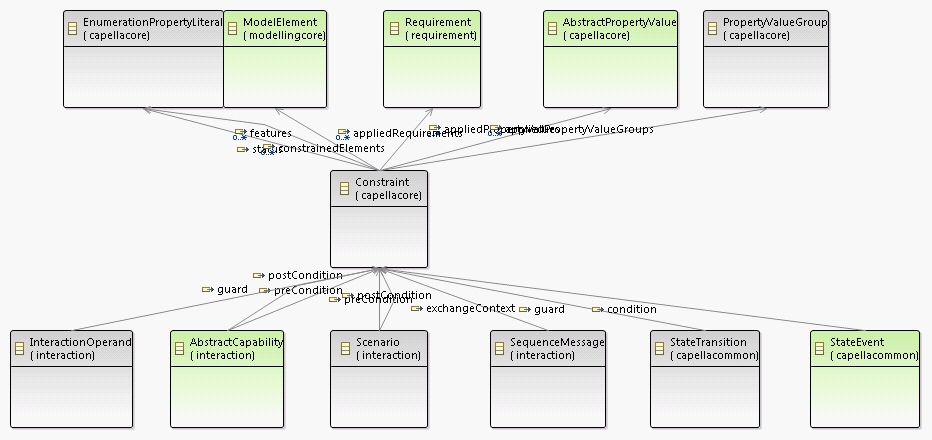 EnumerationPropertyLiteral
( capellacore)
ModelElement
( modellingcore)
Requirement
( requirement)
AbstractPropertyValue
( capellacore)
PropertyValueGroup
( capellacore)
features
0..*
appliedRequirements
0..*
0..*
status
constrainedElements
0..*
appliedPropertyValueGroups
Constraint
( capellacore)
postCondition
guard
preCondition
postCondition
preCondition
exchangeContext
guard
condition
InteractionOperand
( interaction)
AbstractCapability
( interaction)
Scenario
( interaction)
SequenceMessage
( interaction)
StateTransition
( capellacommon)
StateEvent
( capellacommon)